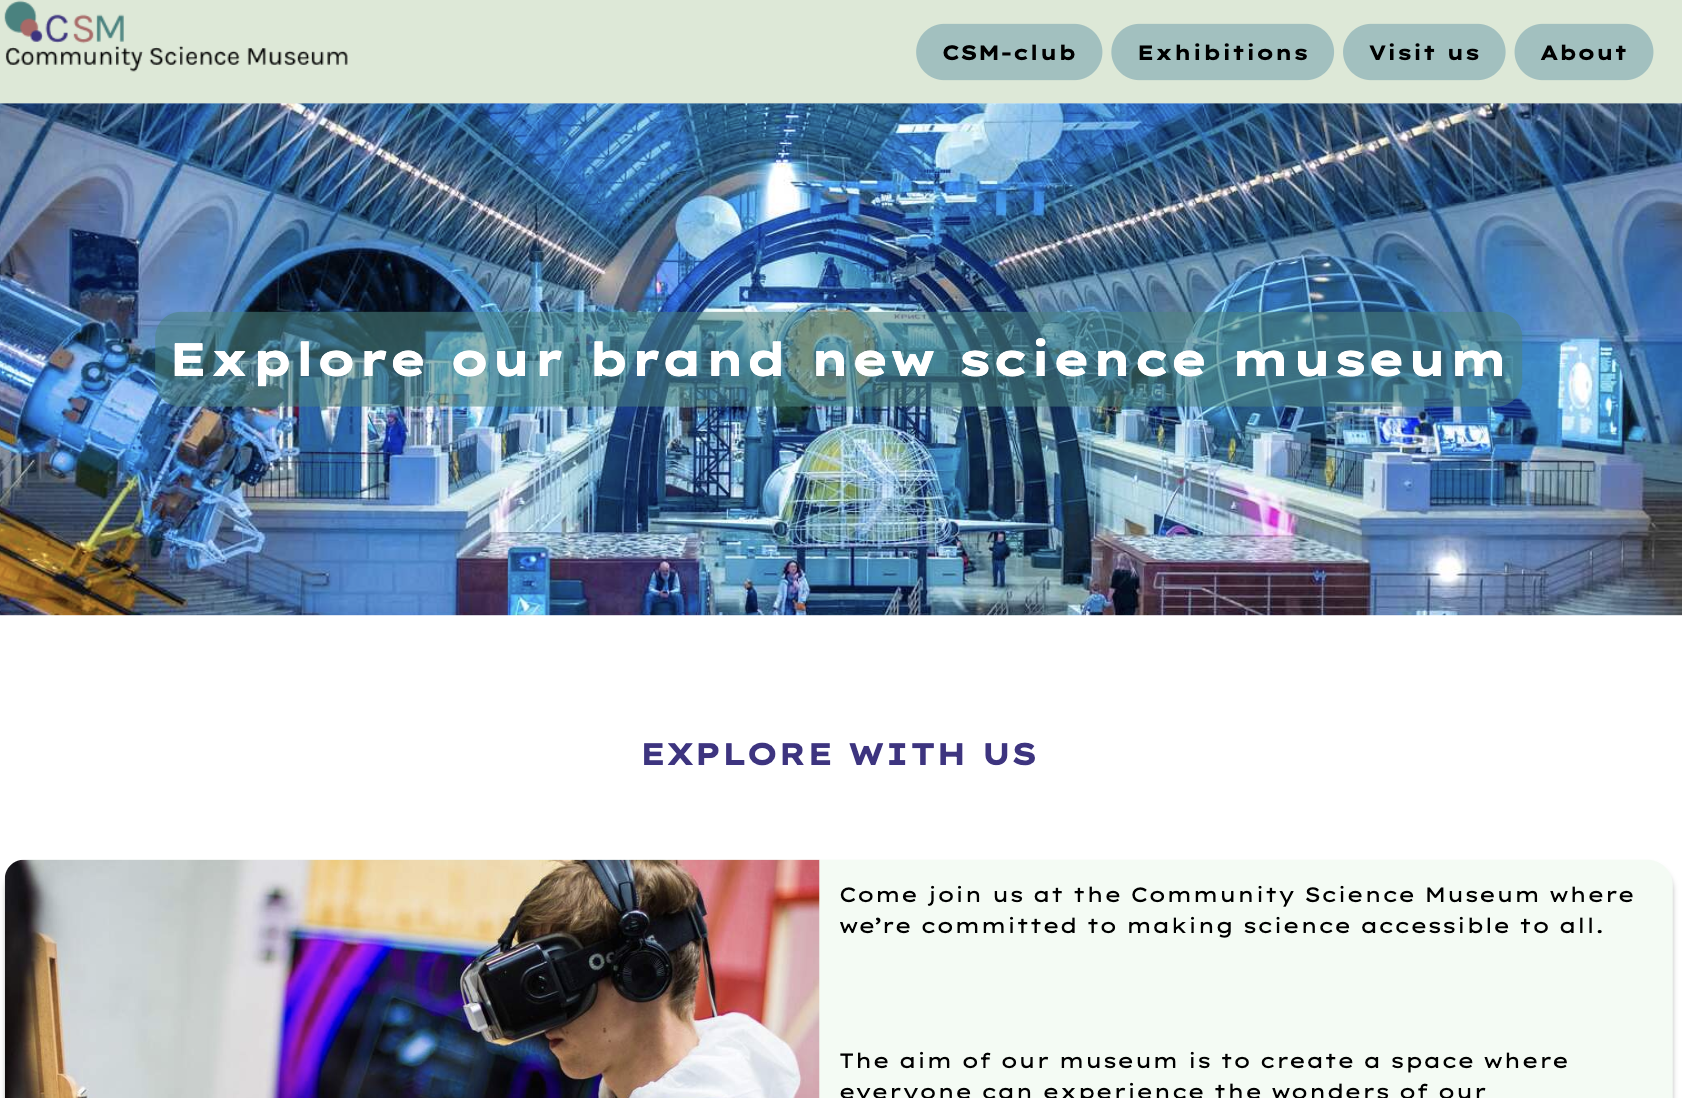 CSM
Community Science Museum
CSM-club
Exhibitions
Visit us
About
Explore our brand new science museum
EXPLORE WITH US
Come join us at the Community Science Museum where
we’re committed to making science accessible to all.
The aim of our museum is to create a space where
everyone can experience the wonders of our